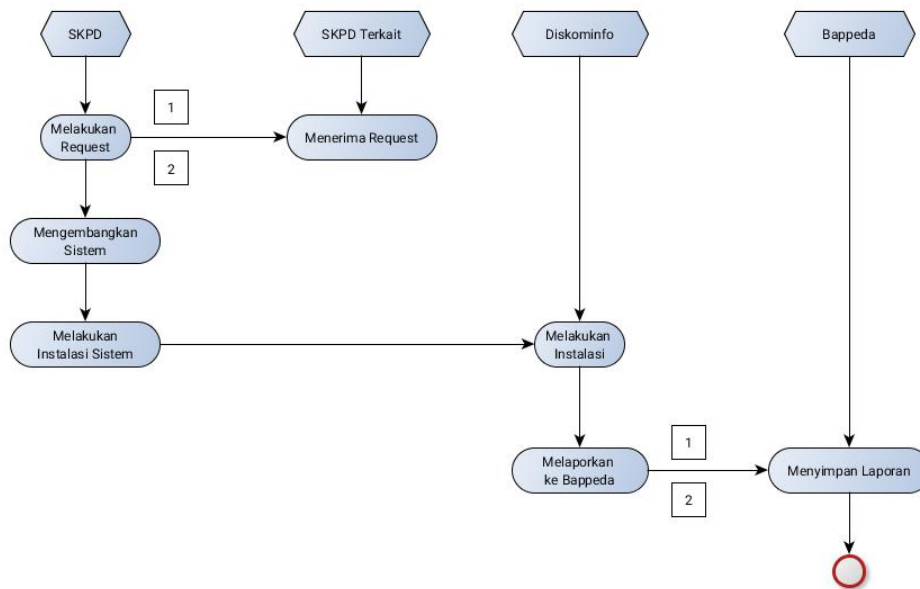 SKPD
SKPD Terkait
Diskominfo
Bappeda
1
Melakukan
Request
Menerima Request
2
Mengembangkan
Sistem
Melakukan
Instalasi Sistem
Melakukan
Instalasi
1
Melaporkan
ke Bappeda
Menyimpan Laporan
2